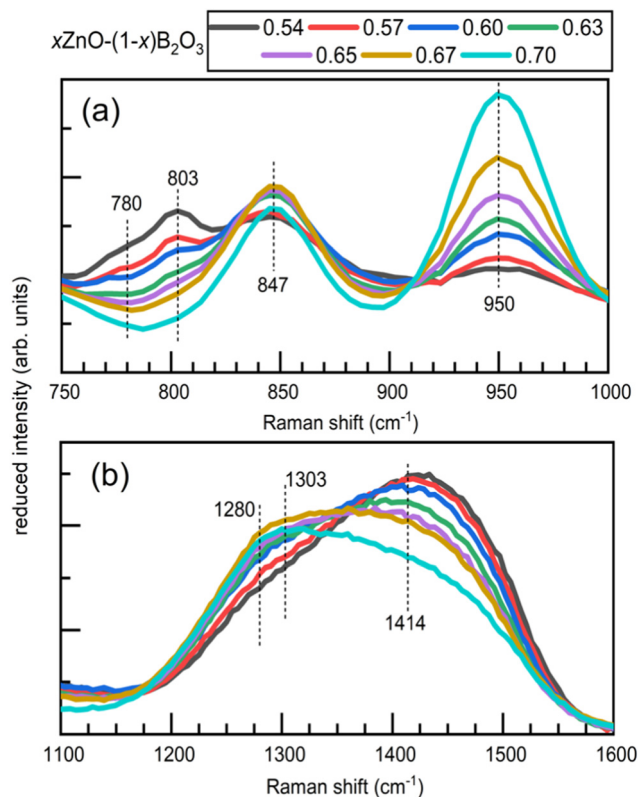 xZnO-(1-x)B₂O₃
0.54 0.57 0.60 0.63
0.65 0.67 0.70
(a)
780
803
847
950
750 800 850 900 950 1000
Raman shift (cm⁻¹)
reduced intensity (arb. units)
(b)
1280
1303
1414
1100 1200 1300 1400 1500 1600
Raman shift (cm⁻¹)